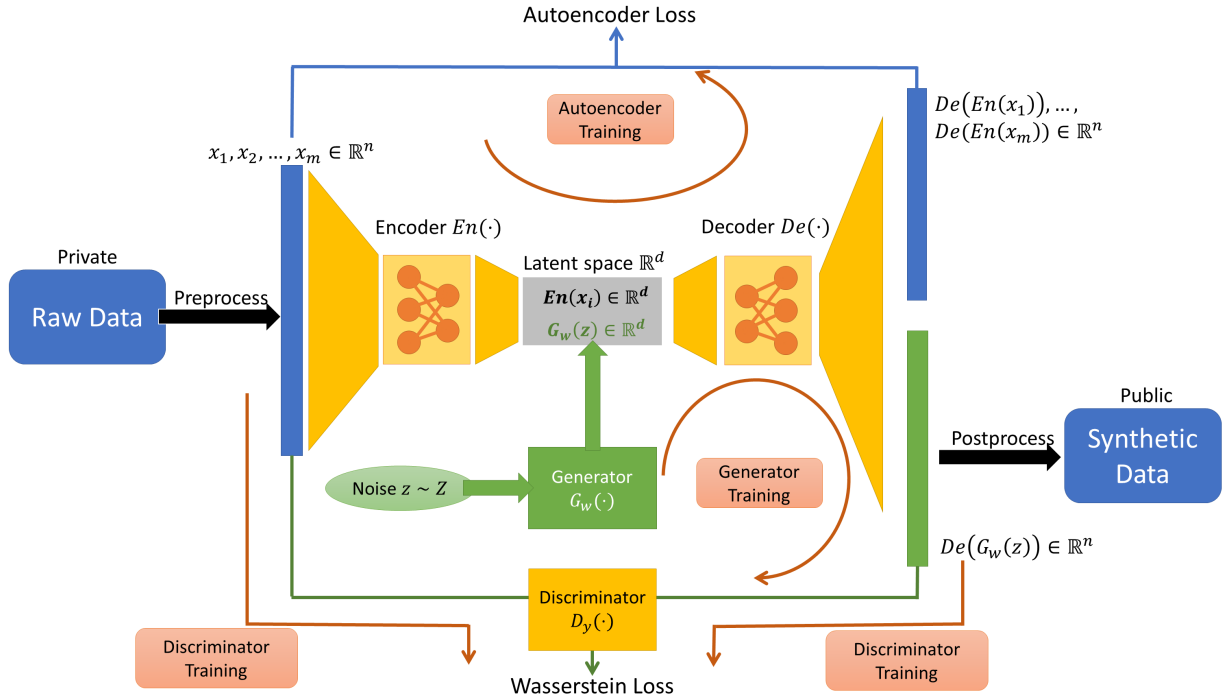 Autoencoder Loss
Autoencoder
Training
De(En(x₁)), … ,
De(En(xₘ)) ∈ ℝⁿ
x₁, x₂, … , xₘ ∈ ℝⁿ
Encoder En(·)
Decoder De(·)
Private
Raw Data
Preprocess
Latent space ℝᵈ
En(xᵢ) ∈ ℝᵈ
G_w(z) ∈ ℝᵈ
Public
Synthetic
Data
Postprocess
Noise z ~ Z
Generator
G_w(·)
Generator
Training
De(G_w(z)) ∈ ℝⁿ
Discriminator
D_y(·)
Discriminator
Training
Discriminator
Training
Wasserstein Loss